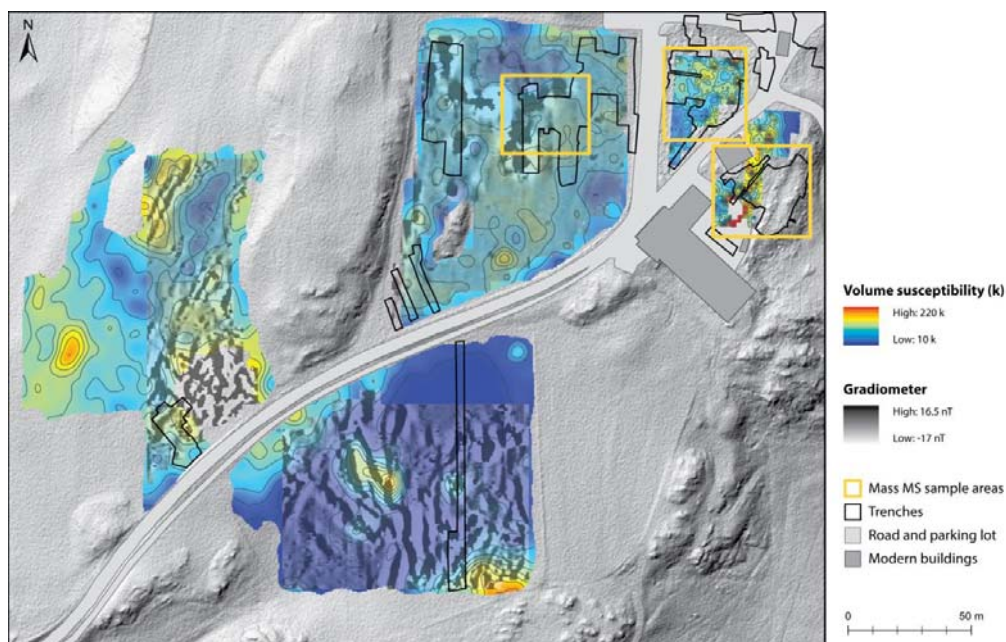 N
Volume susceptibility (k)
High: 220 k
Low: 10 k
Gradiometer
High: 16.5 nT
Low: -17 nT
Mass MS sample areas
Trenches
Road and parking lot
Modern buildings
0 50 m